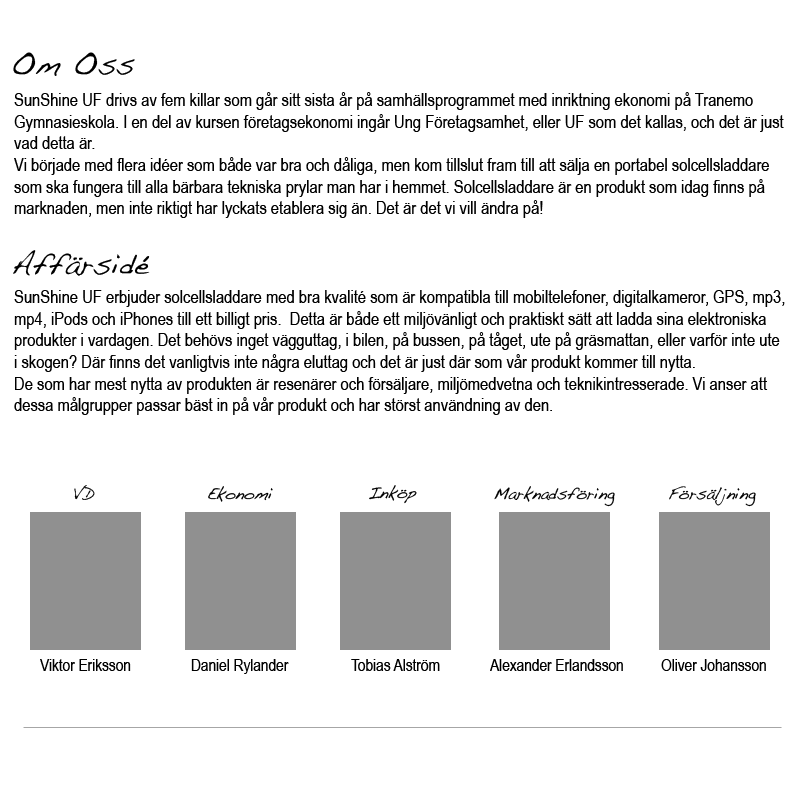 Om Oss
SunShine UF drivs av fem killar som går sitt sista år på samhällsprogrammet med inriktning ekonomi på Tranemo
Gymnasieskola. I en del av kursen företagsekonomi ingår Ung Företagsamhet, eller UF som det kallas, och det är just
vad detta är.
Vi började med flera idéer som både var bra och dåliga, men kom tillslut fram till att sälja en portabel solcellsladdare
som ska fungera till alla bärbara tekniska prylar man har i hemmet. Solcellsladdare är en produkt som idag finns på
marknaden, men inte riktigt har lyckats etablera sig än. Det är det vi vill ändra på!
Affärsidé
SunShine UF erbjuder solcellsladdare med bra kvalité som är kompatibla till mobiltelefoner, digitalkameror, GPS, mp3,
mp4, iPods och iPhones till ett billigt pris.  Detta är både ett miljövänligt och praktiskt sätt att ladda sina elektroniska
produkter i vardagen. Det behövs inget vägguttag, i bilen, på bussen, på tåget, ute på gräsmattan, eller varför inte ute
i skogen? Där finns det vanligtvis inte några eluttag och det är just där som vår produkt kommer till nytta.
De som har mest nytta av produkten är resenärer och försäljare, miljömedvetna och teknikintresserade. Vi anser att
dessa målgrupper passar bäst in på vår produkt och har störst användning av den.
VD Ekonomi Inköp Marknadsföring Försäljning
Viktor Eriksson Daniel Rylander Tobias Alström Alexander Erlandsson Oliver Johansson